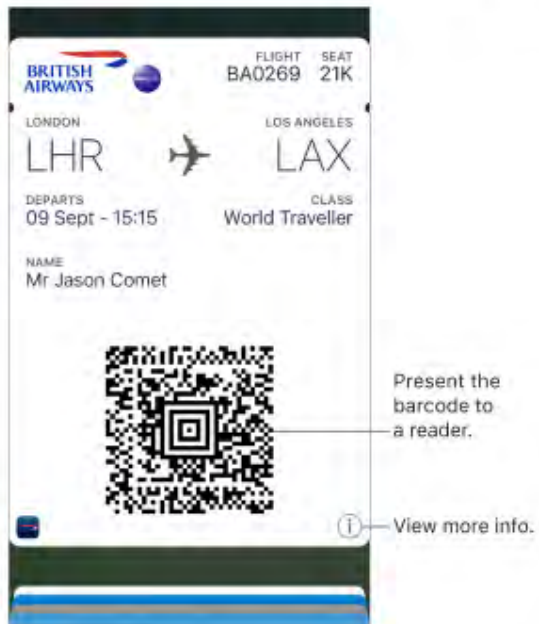 BRITISH AIRWAYS
FLIGHT SEAT
BA0269 21K
LONDON LOS ANGELES
LHR LAX
DEPARTS CLASS
09 Sept - 15:15 World Traveller
NAME
Mr Jason Comet
Present the
barcode to
a reader.
View more info.